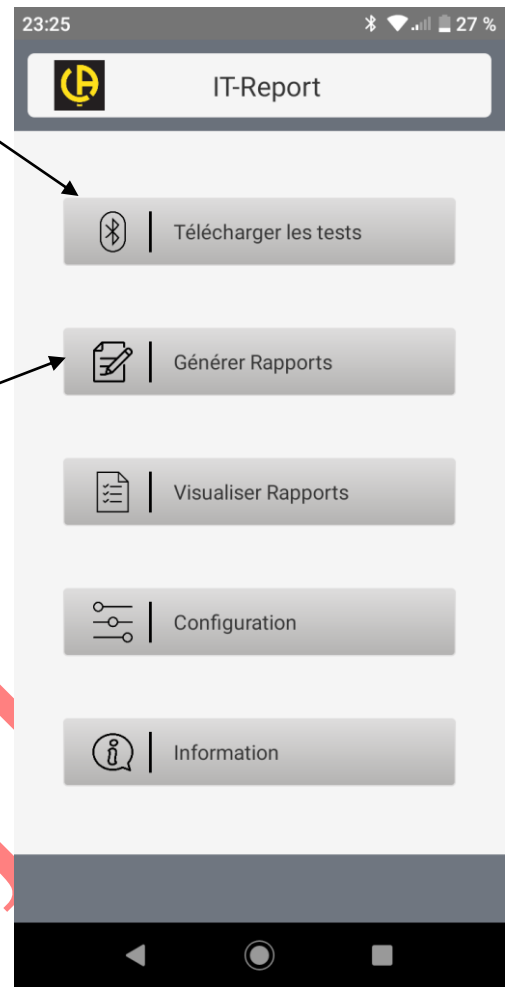 23:25 27 %
IT-Report
Télécharger les tests
Générer Rapports
Visualiser Rapports
Configuration
Information